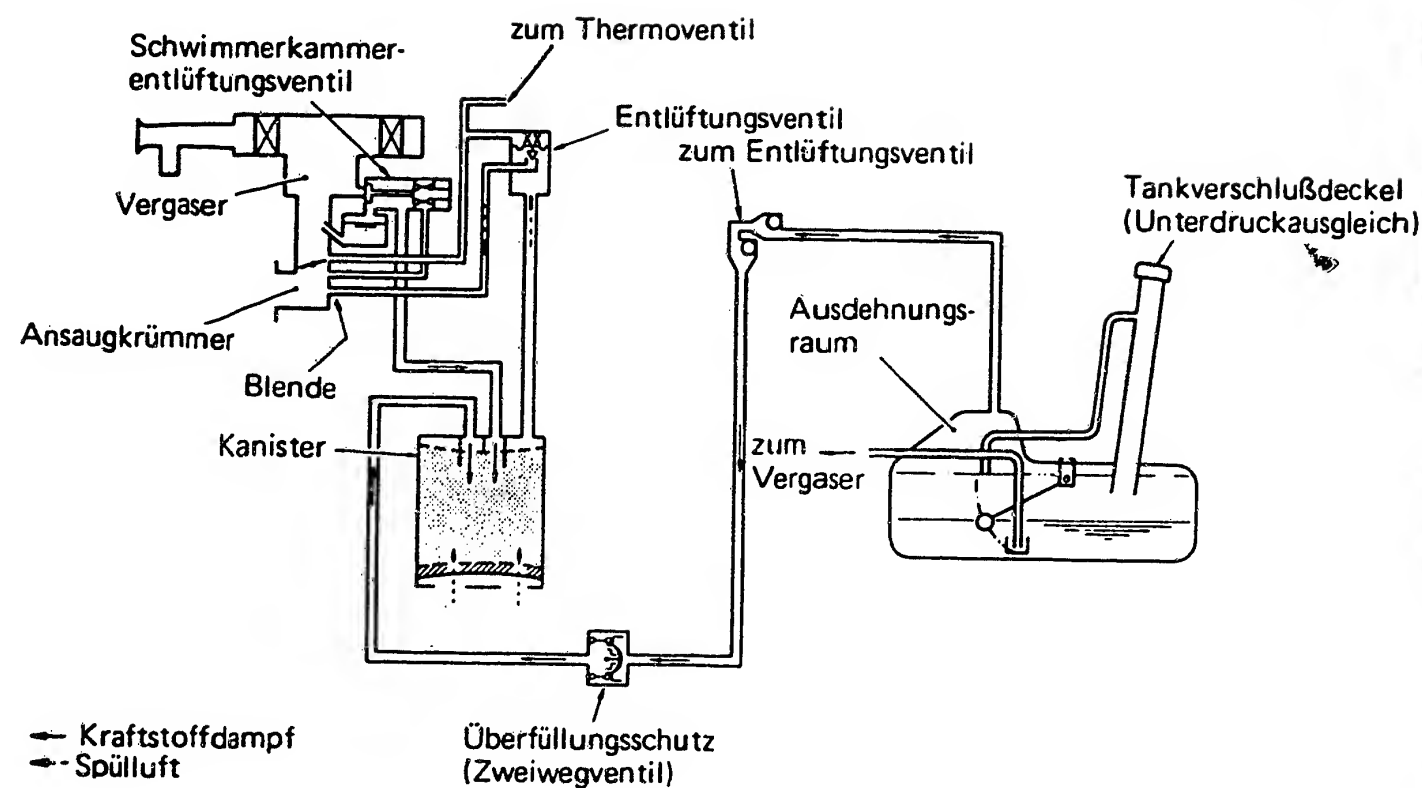 zum Thermoventil
Schwimmerkammer-
entlüftungsventil
Entlüftungsventil
zum Entlüftungsventil
Tankverschlußdeckel
(Unterdruckausgleich)
Vergaser
Ausdehnungs-
raum
Ansaugkrümmer
Blende
Kanister
zum
Vergaser
Kraftstoffdampf
Spülluft
Überfüllungsschutz
(Zweiwegventil)